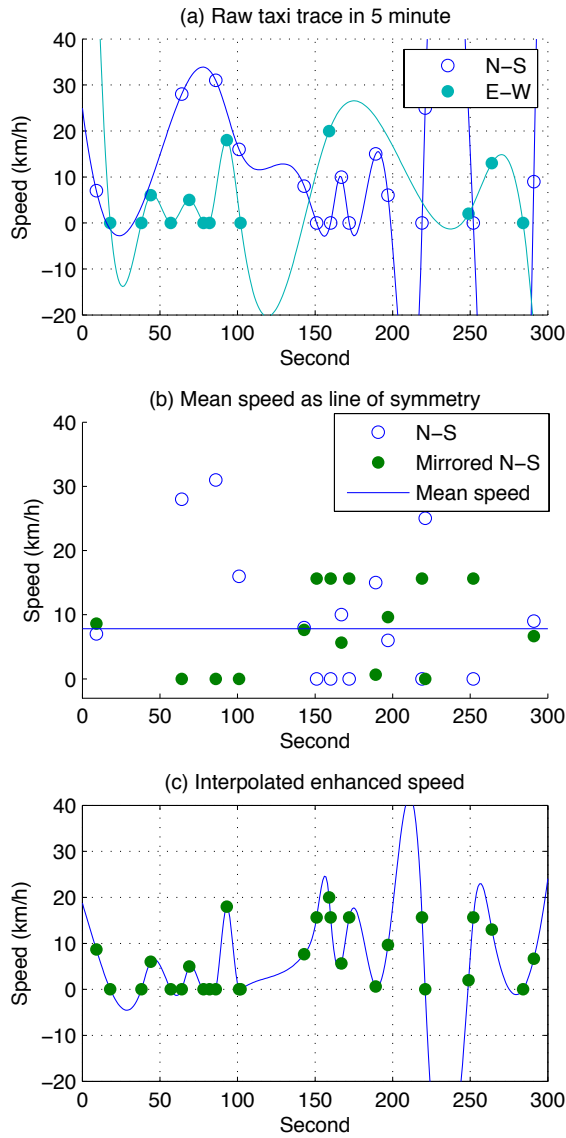 (a) Raw taxi trace in 5 minute
40
30
20
10
0
−10
−20
Speed (km/h)
N−S
E−W
0 50 100 150 200 250 300
Second
(b) Mean speed as line of symmetry
40
30
20
10
0
Speed (km/h)
N−S
Mirrored N−S
Mean speed
0 50 100 150 200 250 300
Second
(c) Interpolated enhanced speed
40
30
20
10
0
−10
−20
Speed (km/h)
0 50 100 150 200 250 300
Second